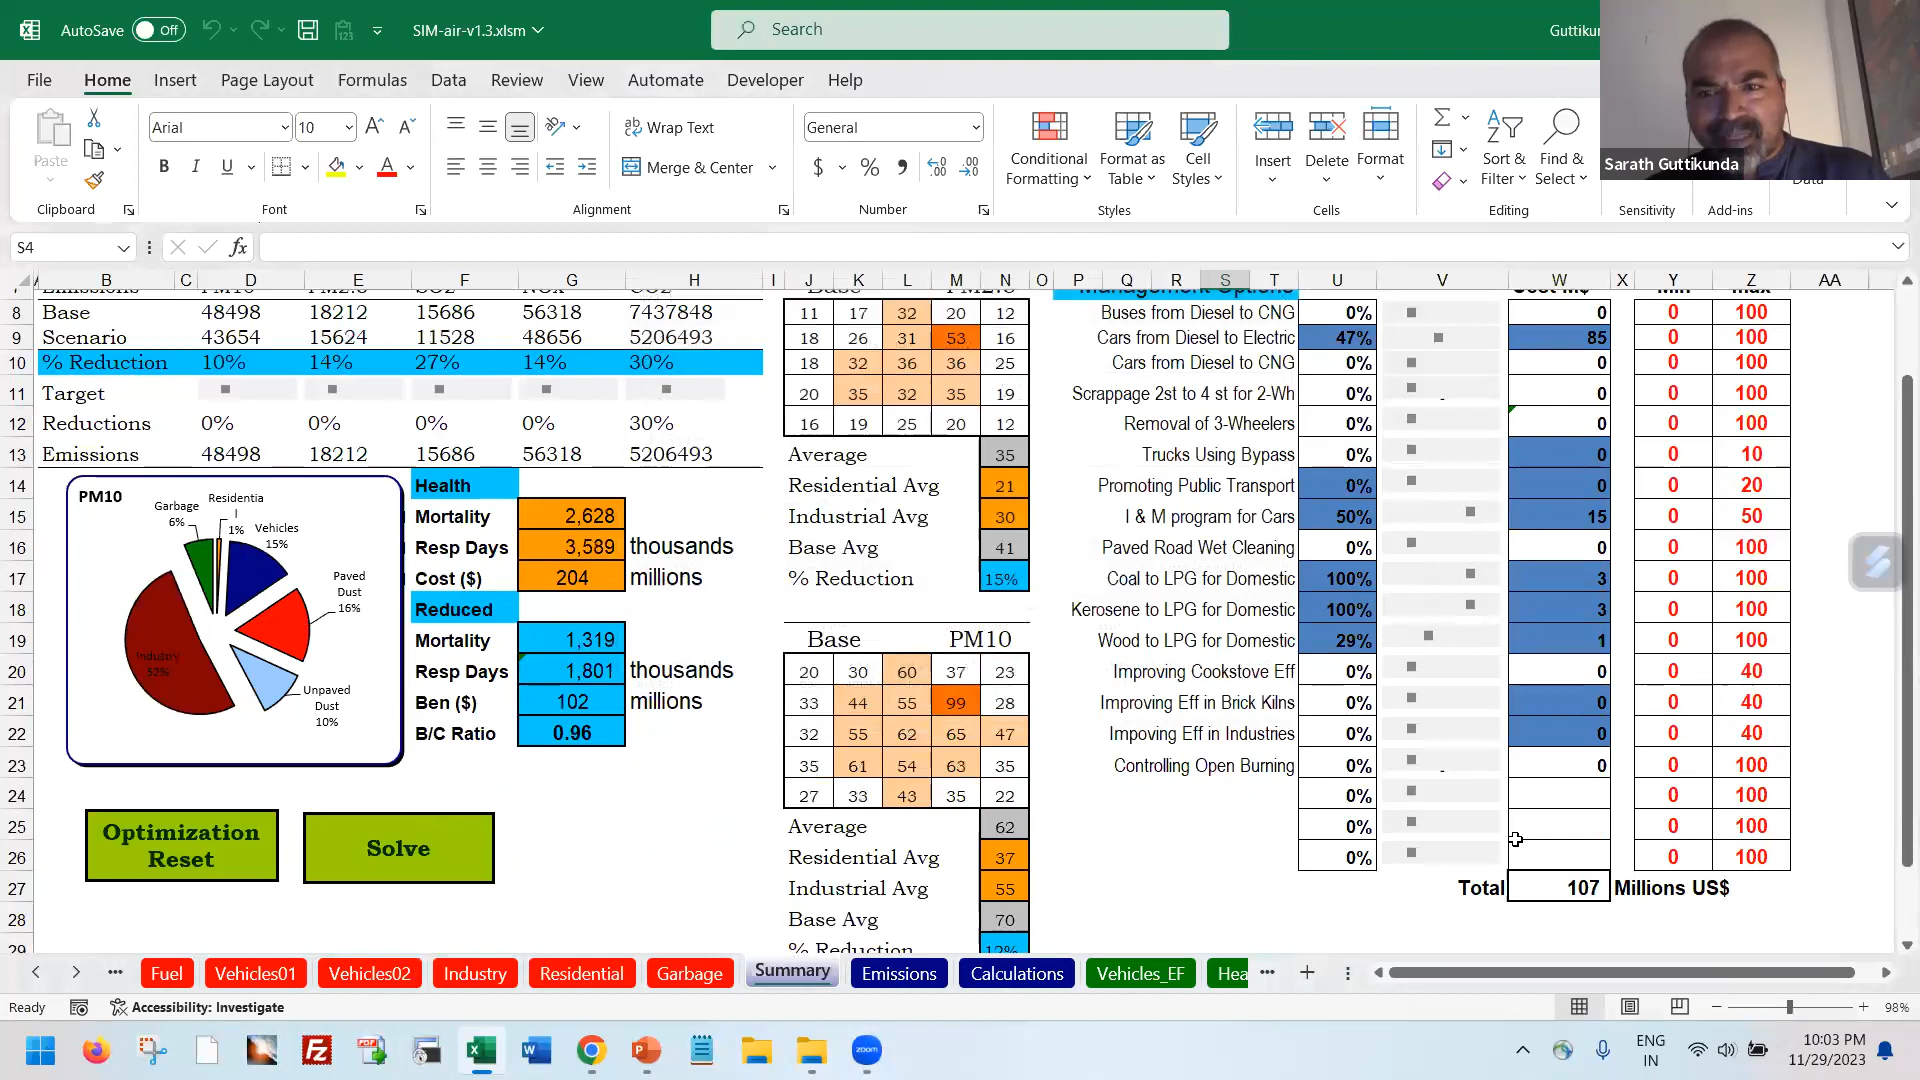 AutoSave Off SIM-air-v1.3.xlsm Search
File Home Insert Page Layout Formulas Data Review View Automate Developer Help
Paste
Arial 10
Wrap Text
Merge & Center
General
Conditional Formatting
Format as Table
Cell Styles
Insert
Delete
Format
Sort & Filter
Find & Select
Sarath Guttikunda
Clipboard Font Alignment Number Styles Cells Editing Sensitivity Add-ins
S4
B C D E F G H I J K L M N O P Q R S T U V W X Y Z AA
8 Base 48498 18212 15686 56318 7437848
9 Scenario 43654 15624 11528 48656 5206493
10 % Reduction 10% 14% 27% 14% 30%
11 Target
12 Reductions 0% 0% 0% 0% 30%
13 Emissions 48498 18212 15686 56318 5206493
14
15
16
17
18
19
20
21
22
23
24
25
26
27
28
29
PM10
Garbage 6%
Residentia l 1%
Vehicles 15%
Paved Dust 16%
Unpaved Dust 10%
Industry 52%
Health
Mortality 2,628
Resp Days 3,589 thousands
Cost ($) 204 millions
Reduced
Mortality 1,319
Resp Days 1,801 thousands
Ben ($) 102 millions
B/C Ratio 0.96
Optimization Reset
Solve
Base PM2.5
11 17 32 20 12
18 26 31 53 16
18 32 36 36 25
20 35 32 35 19
16 19 25 20 12
Average 35
Residential Avg 21
Industrial Avg 30
Base Avg 41
% Reduction 15%
Base PM10
20 30 60 37 23
33 44 55 99 28
32 55 62 65 47
35 61 54 63 35
27 33 43 35 22
Average 62
Residential Avg 37
Industrial Avg 55
Base Avg 70
% Reduction 12%
Management Options Cost M$ Min Max
Buses from Diesel to CNG 0% 0 0 100
Cars from Diesel to Electric 47% 85 0 100
Cars from Diesel to CNG 0% 0 0 100
Scrappage 2st to 4 st for 2-Wh 0% 0 0 100
Removal of 3-Wheelers 0% 0 0 100
Trucks Using Bypass 0% 0 0 10
Promoting Public Transport 0% 0 0 20
I & M program for Cars 50% 15 0 50
Paved Road Wet Cleaning 0% 0 0 100
Coal to LPG for Domestic 100% 3 0 100
Kerosene to LPG for Domestic 100% 3 0 100
Wood to LPG for Domestic 29% 1 0 100
Improving Cookstove Eff 0% 0 0 40
Improving Eff in Brick Kilns 0% 0 0 40
Impoving Eff in Industries 0% 0 0 40
Controlling Open Burning 0% 0 0 100
0% 0 100
0% 0 100
0% 0 100
Total 107 Millions US$
Fuel Vehicles01 Vehicles02 Industry Residential Garbage Summary Emissions Calculations Vehicles_EF Hea
Ready Accessibility: Investigate 98%
zoom
ENG IN
10:03 PM
11/29/2023